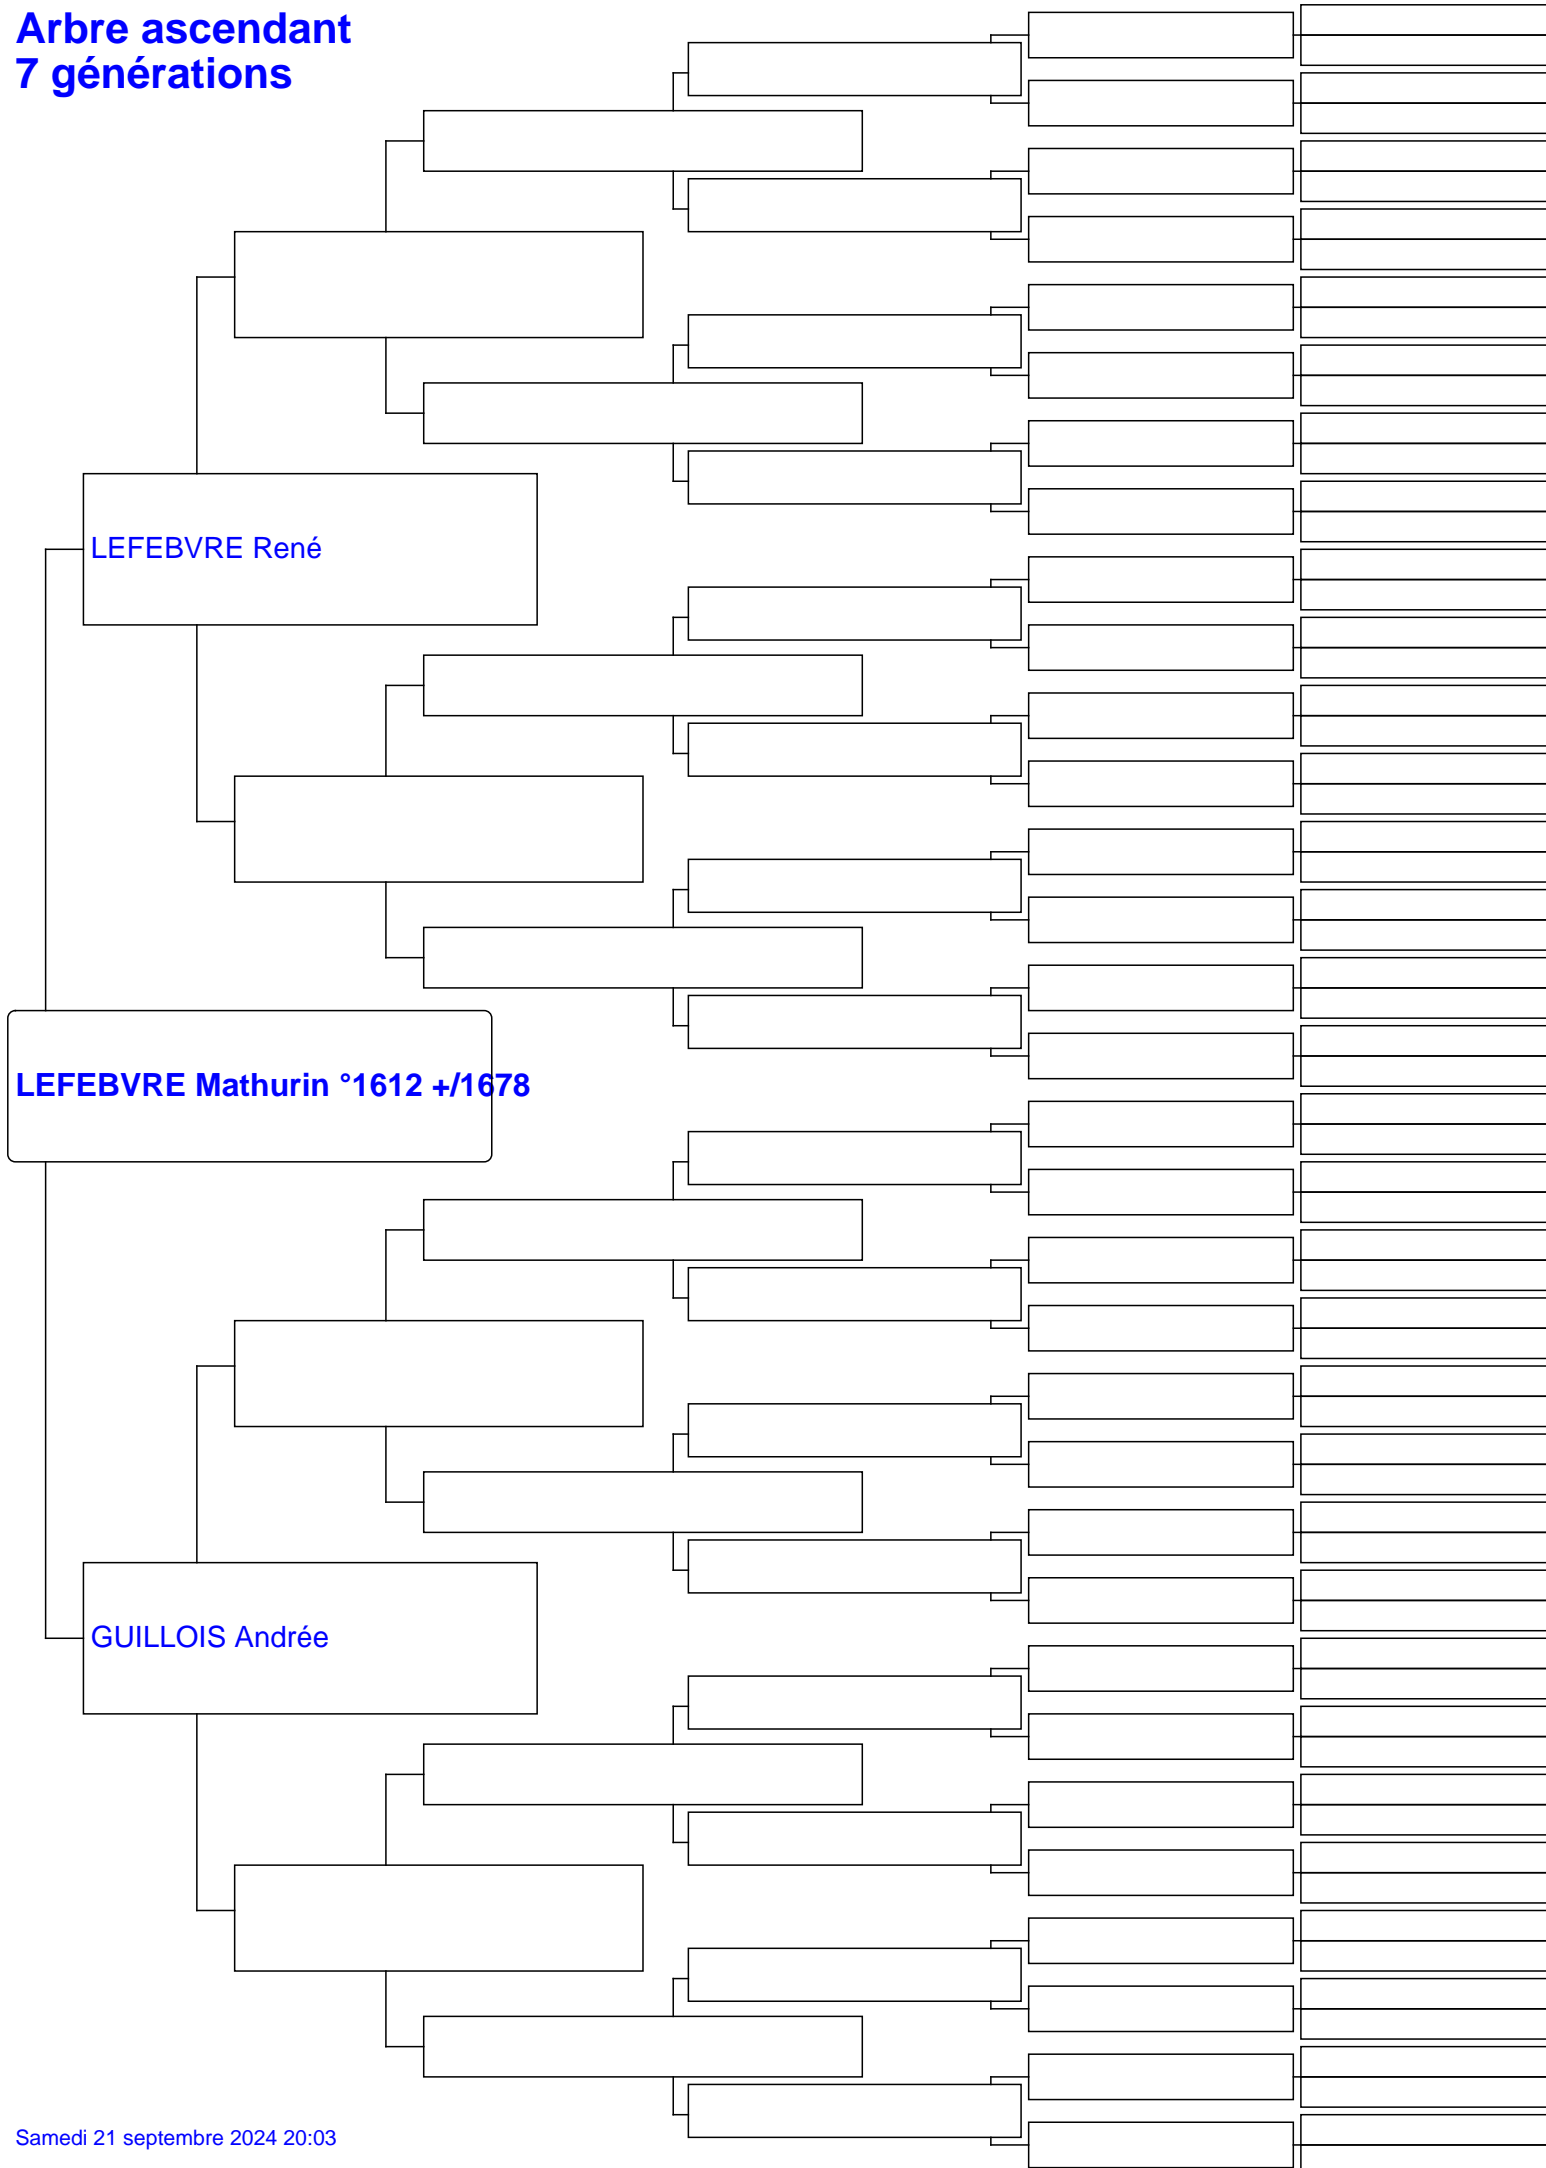 Arbre ascendant
7 générations
LEFEBVRE René
LEFEBVRE Mathurin °1612 +/1678
GUILLOIS Andrée
Samedi 21 septembre 2024 20:03